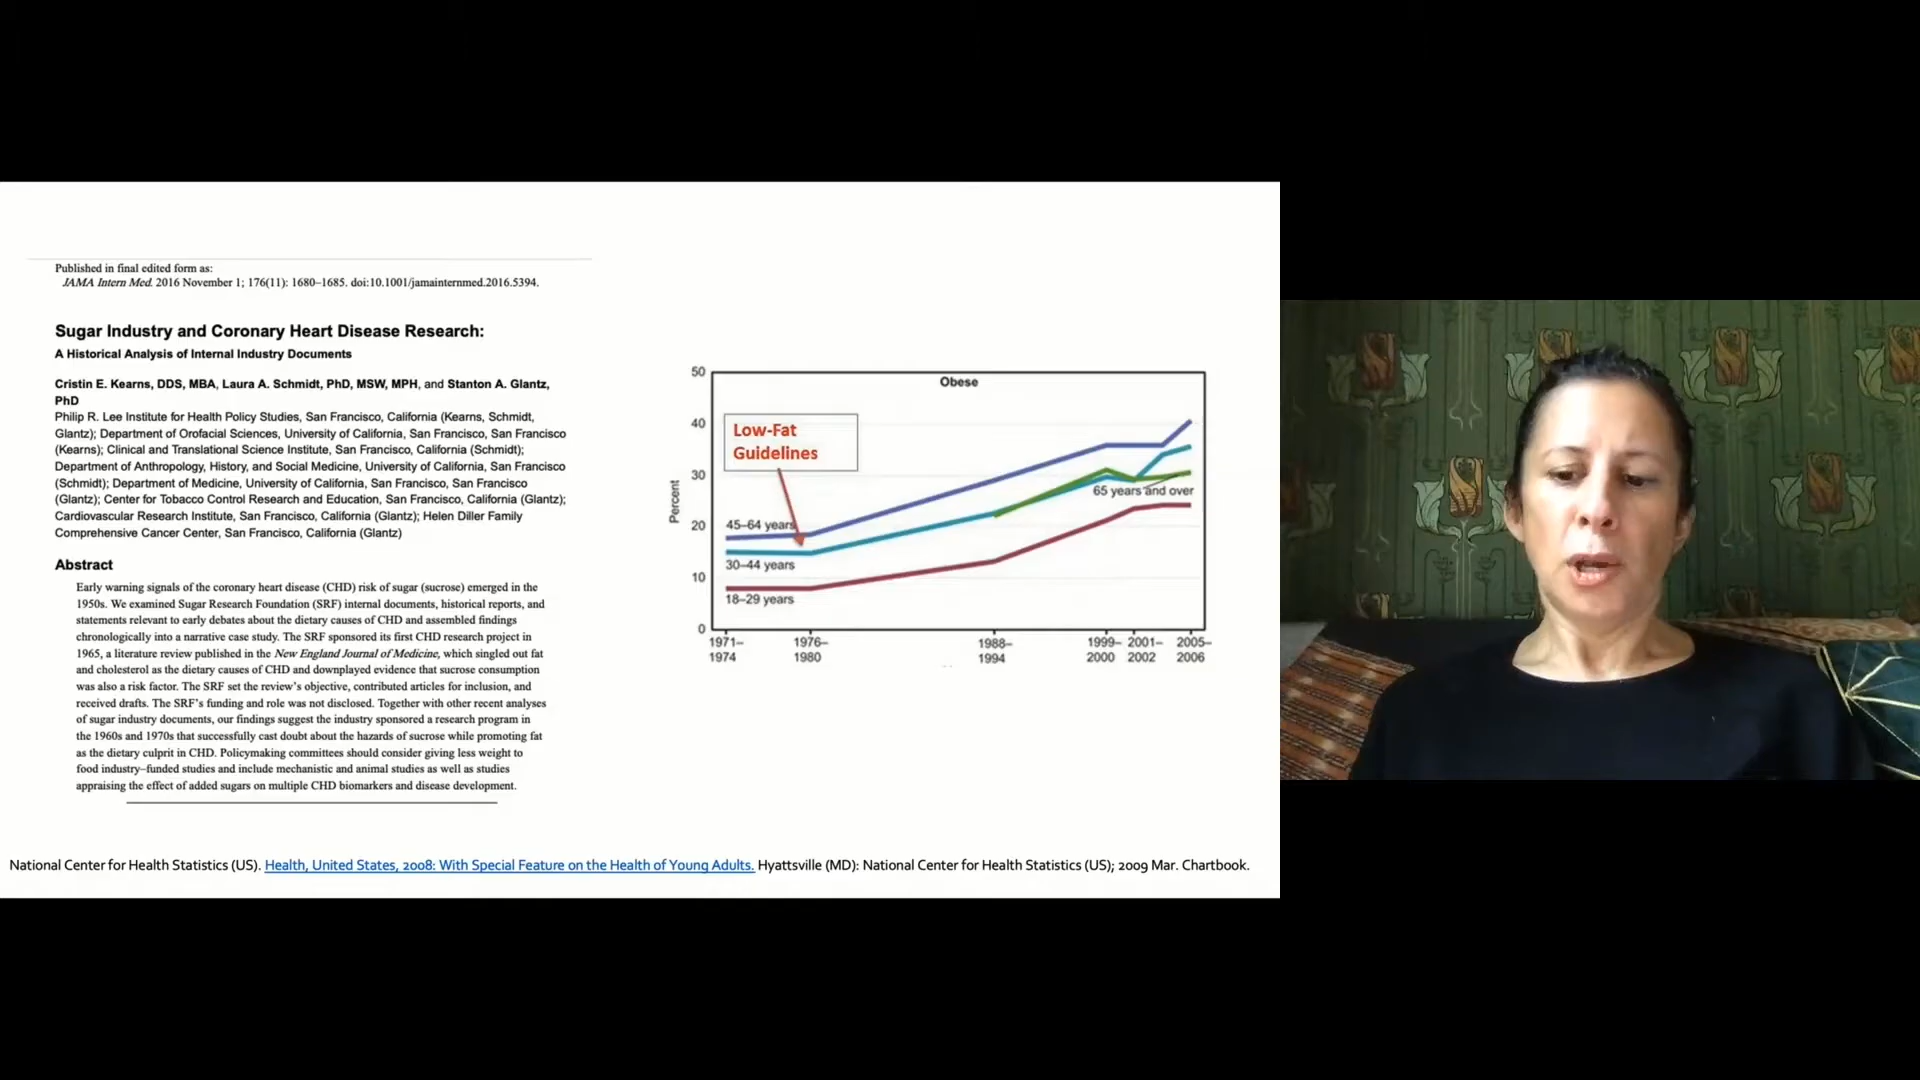 Published in final edited form as:
JAMA Intern Med. 2016 November 1; 176(11): 1680–1685. doi:10.1001/jamainternmed.2016.5394.
Sugar Industry and Coronary Heart Disease Research:
A Historical Analysis of Internal Industry Documents
Cristin E. Kearns, DDS, MBA, Laura A. Schmidt, PhD, MSW, MPH, and Stanton A. Glantz,
PhD
Philip R. Lee Institute for Health Policy Studies, San Francisco, California (Kearns, Schmidt,
Glantz); Department of Orofacial Sciences, University of California, San Francisco, San Francisco
(Kearns); Clinical and Translational Science Institute, San Francisco, California (Schmidt);
Department of Anthropology, History, and Social Medicine, University of California, San Francisco
(Schmidt); Department of Medicine, University of California, San Francisco, San Francisco
(Glantz); Center for Tobacco Control Research and Education, San Francisco, California (Glantz);
Cardiovascular Research Institute, San Francisco, California (Glantz); Helen Diller Family
Comprehensive Cancer Center, San Francisco, California (Glantz)
Abstract
Early warning signals of the coronary heart disease (CHD) risk of sugar (sucrose) emerged in the
1950s. We examined Sugar Research Foundation (SRF) internal documents, historical reports, and
statements relevant to early debates about the dietary causes of CHD and assembled findings
chronologically into a narrative case study. The SRF sponsored its first CHD research project in
1965, a literature review published in the New England Journal of Medicine, which singled out fat
and cholesterol as the dietary causes of CHD and downplayed evidence that sucrose consumption
was also a risk factor. The SRF set the review's objective, contributed articles for inclusion, and
received drafts. The SRF's funding and role was not disclosed. Together with other recent analyses
of sugar industry documents, our findings suggest the industry sponsored a research program in
the 1960s and 1970s that successfully cast doubt about the hazards of sucrose while promoting fat
as the dietary culprit in CHD. Policymaking committees should consider giving less weight to
food industry–funded studies and include mechanistic and animal studies as well as studies
appraising the effect of added sugars on multiple CHD biomarkers and disease development.
Obese
Percent
50
40
30
20
10
0
Low-Fat
Guidelines
45–64 years
30–44 years
18–29 years
65 years and over
1971– 1976– 1988– 1999– 2001– 2005–
1974 1980 1994 2000 2002 2006
National Center for Health Statistics (US). Health, United States, 2008: With Special Feature on the Health of Young Adults. Hyattsville (MD): National Center for Health Statistics (US); 2009 Mar. Chartbook.